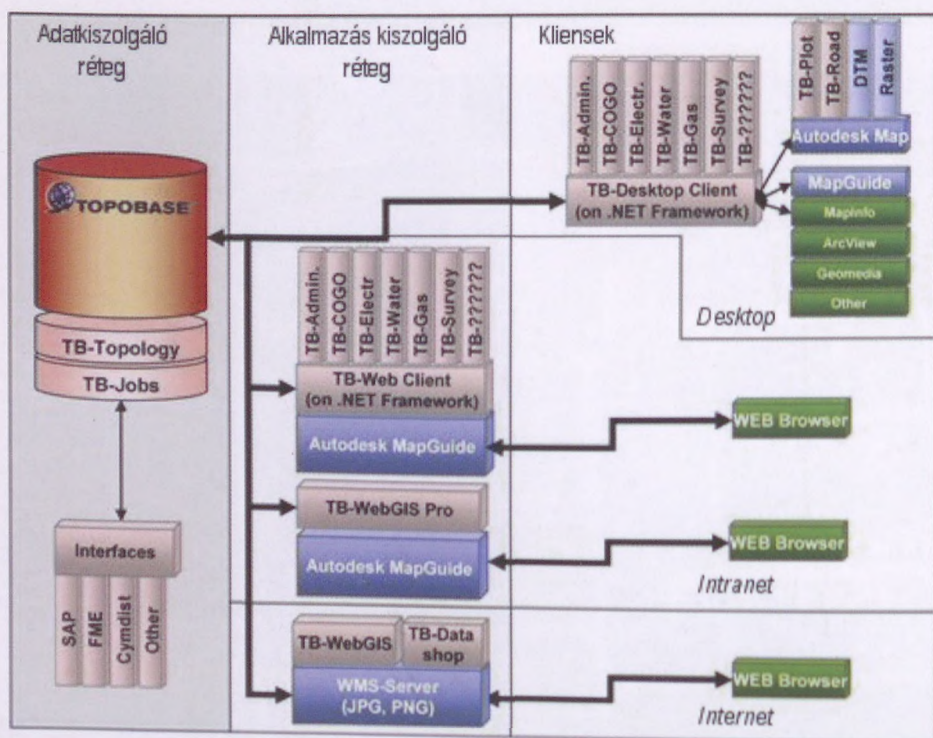 Adatkiszolgáló
réteg
Alkalmazás kiszolgáló
réteg
Kliensek
TOPOBASE
TB-Topology
TB-Jobs
Interfaces
SAP
FME
Cymdist
Other
TB-Admin.
TB-COGO
TB-Electr.
TB-Water
TB-Gas
TB-Survey
TB-??????
TB-Desktop Client
(on .NET Framework)
TB-Plot
TB-Road
DTM
Raster
Autodesk Map
MapGuide
MapInfo
ArcView
Geomedia
Other
Desktop
TB-Admin.
TB-COGO
TB-Electr
TB-Water
TB-Gas
TB-Survey
TB-??????
TB-Web Client
(on .NET Framework)
Autodesk MapGuide
WEB Browser
TB-WebGIS Pro
Autodesk MapGuide
WEB Browser
Intranet
TB-WebGIS
TB-Data
shop
WMS-Server
(JPG, PNG)
WEB Browser
Internet